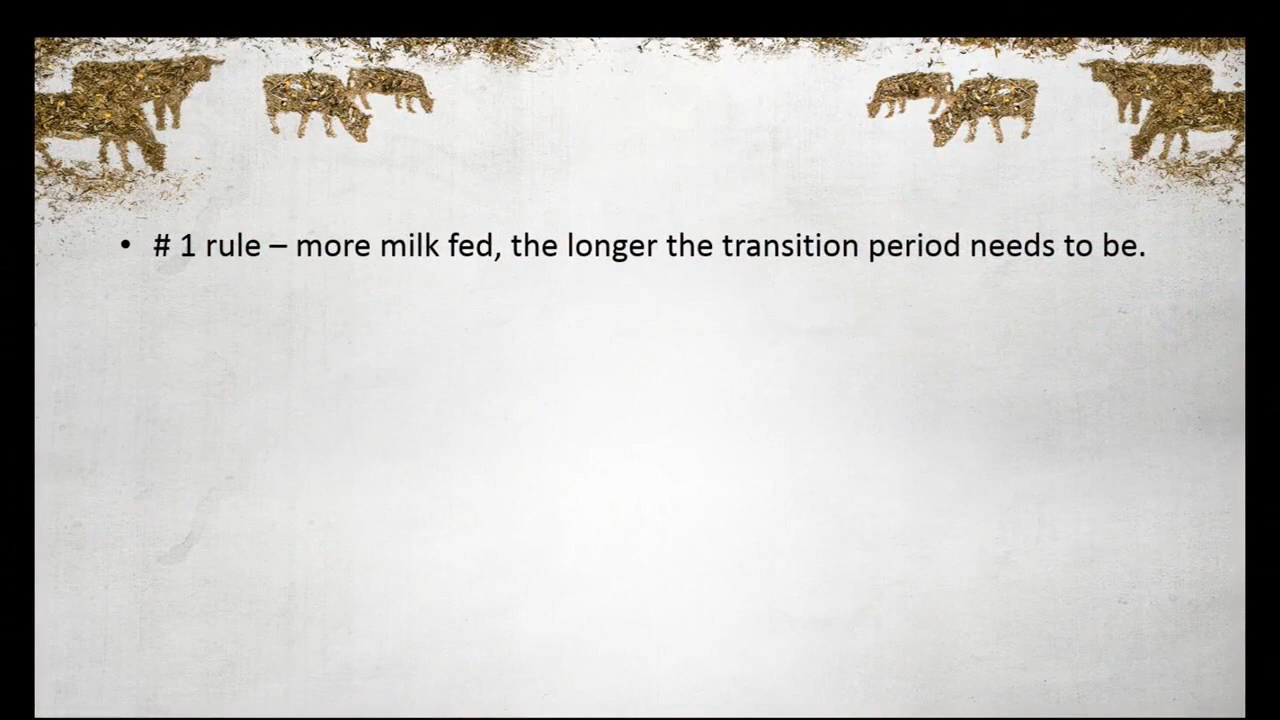 • # 1 rule – more milk fed, the longer the transition period needs to be.